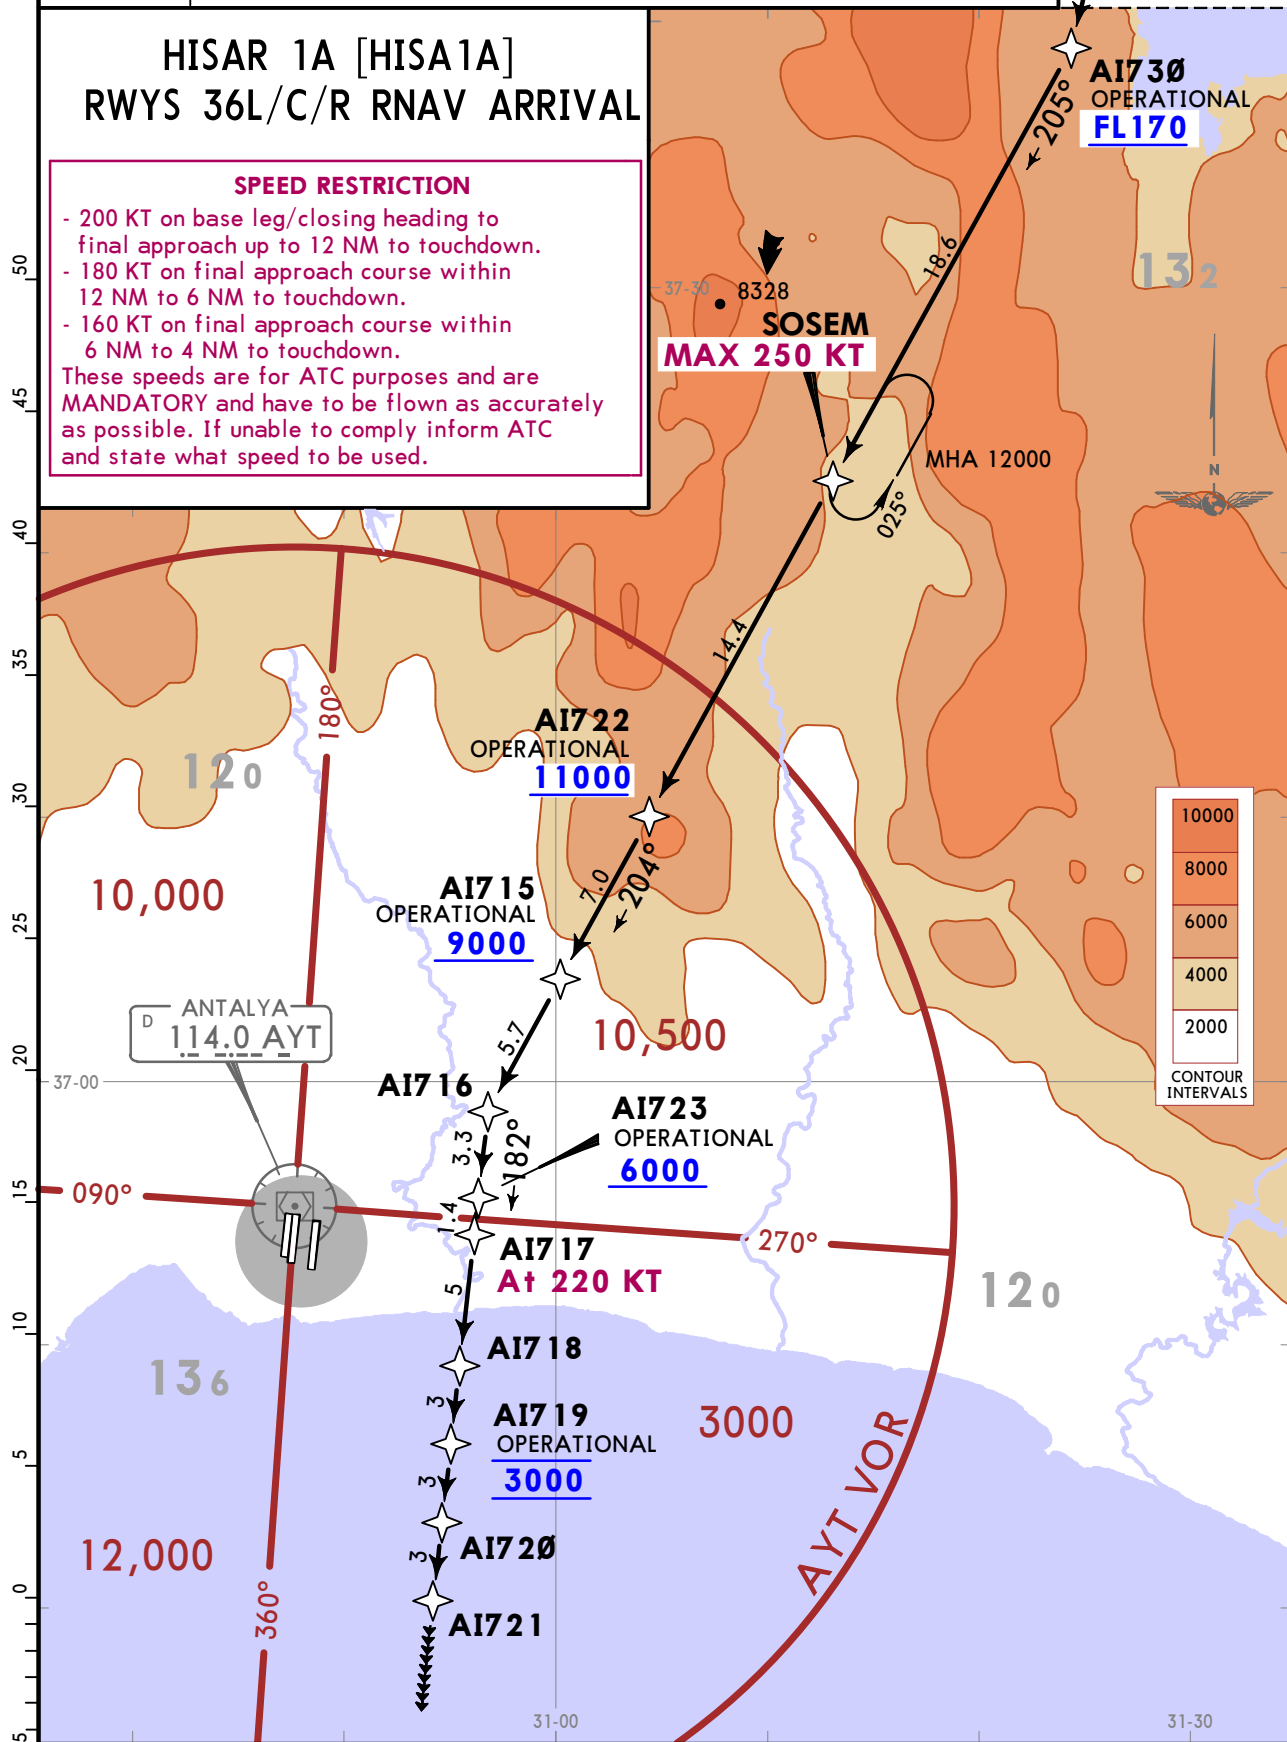 HISAR 1A [HISA1A]
RWYS 36L/C/R RNAV ARRIVAL
SPEED RESTRICTION
- 200 KT on base leg/closing heading to
final approach up to 12 NM to touchdown.
- 180 KT on final approach course within
12 NM to 6 NM to touchdown.
- 160 KT on final approach course within
6 NM to 4 NM to touchdown.
These speeds are for ATC purposes and are
MANDATORY and have to be flown as accurately
as possible. If unable to comply inform ATC
and state what speed to be used.
AI73Ø
OPERATIONAL
FL170
205°
18.6
132
37-30
8328
SOSEM
MAX 250 KT
MHA 12000
025°
N
14.4
180°
120
AI722
OPERATIONAL
11000
204°
7.0
10,000
AI715
OPERATIONAL
9000
10000
8000
6000
4000
2000
CONTOUR
INTERVALS
ANTALYA
D
114.0 AYT
5.7
10,500
37-00
AI716
AI723
OPERATIONAL
6000
3.3
182°
090°
1.4
270°
AI717
At 220 KT
5
120
AI718
136
3
AI719
OPERATIONAL
3000
3000
3
AYT VOR
12,000
AI72Ø
3
360°
AI721
31-00
31-30
50
45
40
35
30
25
20
15
10
5
0
5